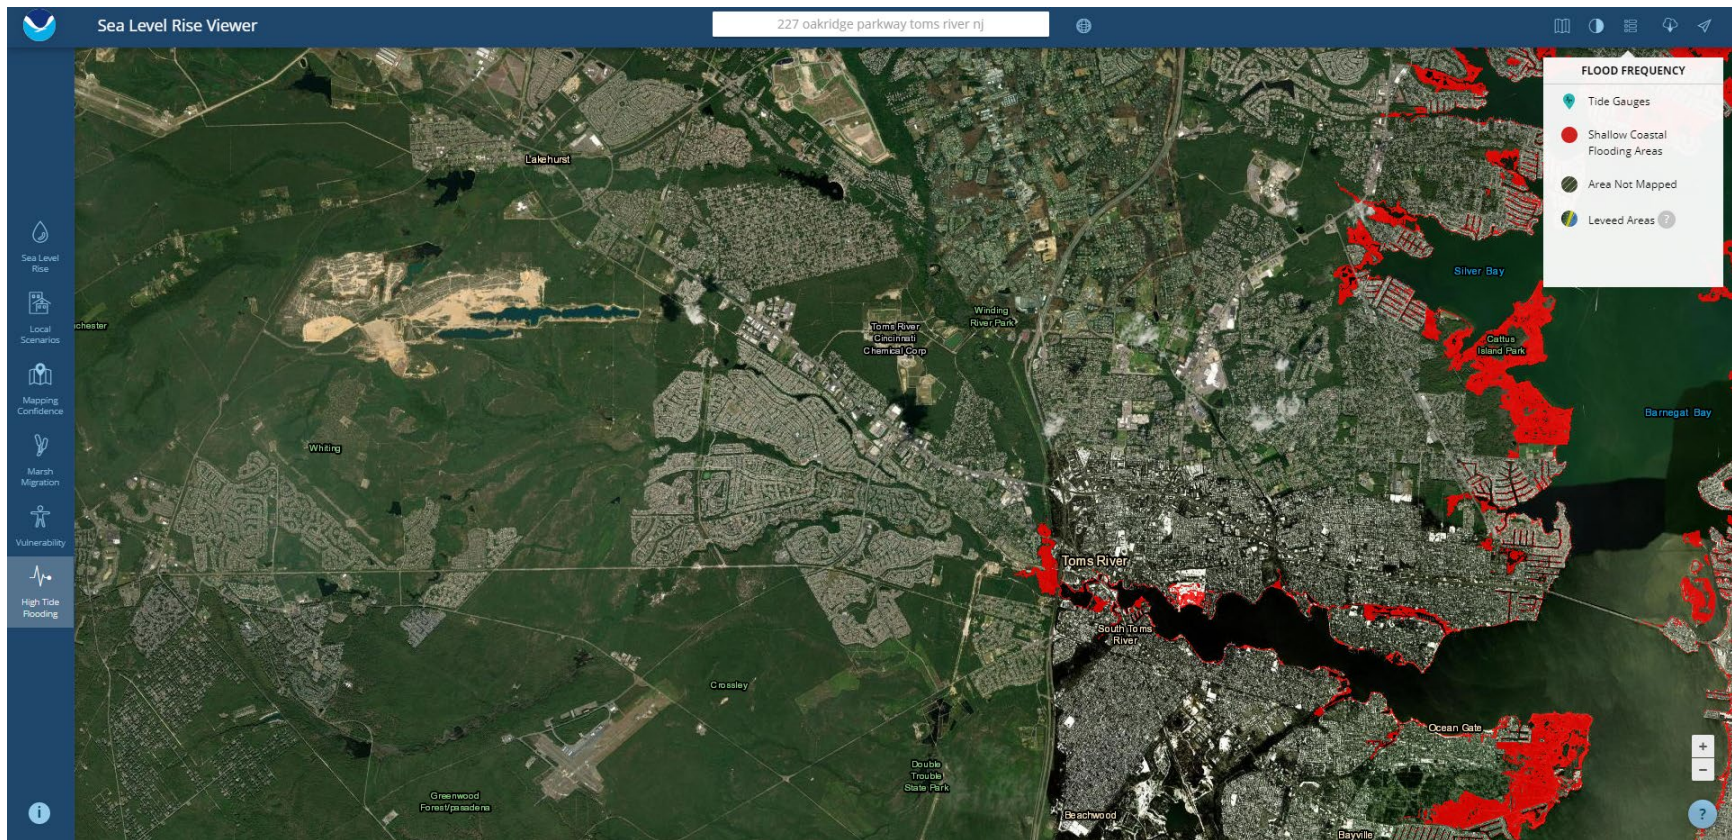 Sea Level Rise Viewer
227 oakridge parkway toms river nj
FLOOD FREQUENCY
Tide Gauges
Shallow Coastal
Flooding Areas
Area Not Mapped
Leveed Areas ?
Sea Level
Rise
Local
Scenarios
Mapping
Confidence
Marsh
Migration
Vulnerability
High Tide
Flooding
i
Lakehurst
chester
Toms River
Cincinnati
Chemical Corp
Winding
River Park
Silver Bay
Cattus
Island Park
Barnegat Bay
Whiting
Toms River
South Toms
River
Crossley
Ocean Gate
Double
Trouble
State Park
Greenwood
Forest/pasadena
Beachwood
Bayville
+
−
?